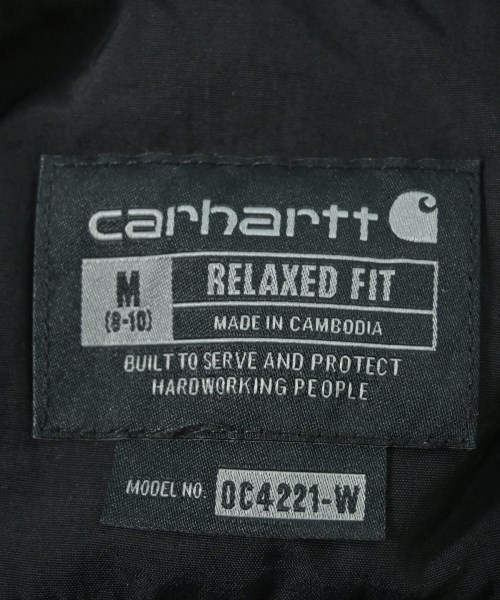 carhartt
M
(8-10)
RELAXED FIT
MADE IN CAMBODIA
BUILT TO SERVE AND PROTECT
HARDWORKING PEOPLE
MODEL NO: OC4221-W